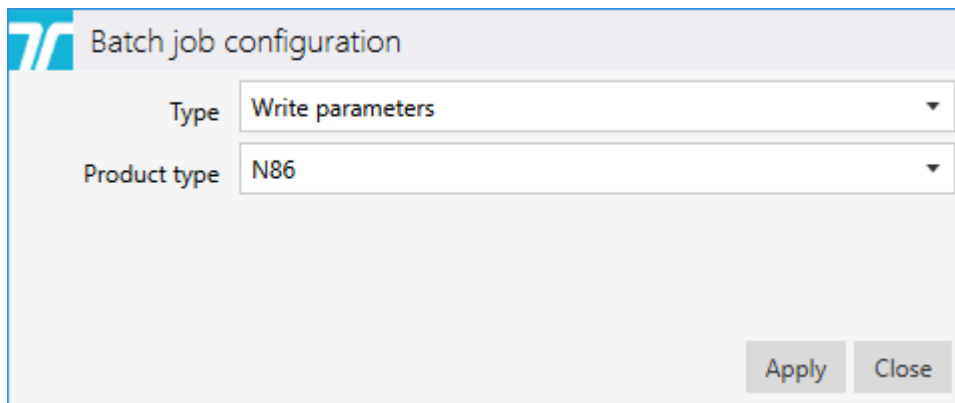 Batch job configuration
Type Write parameters
Product type N86
Apply Close